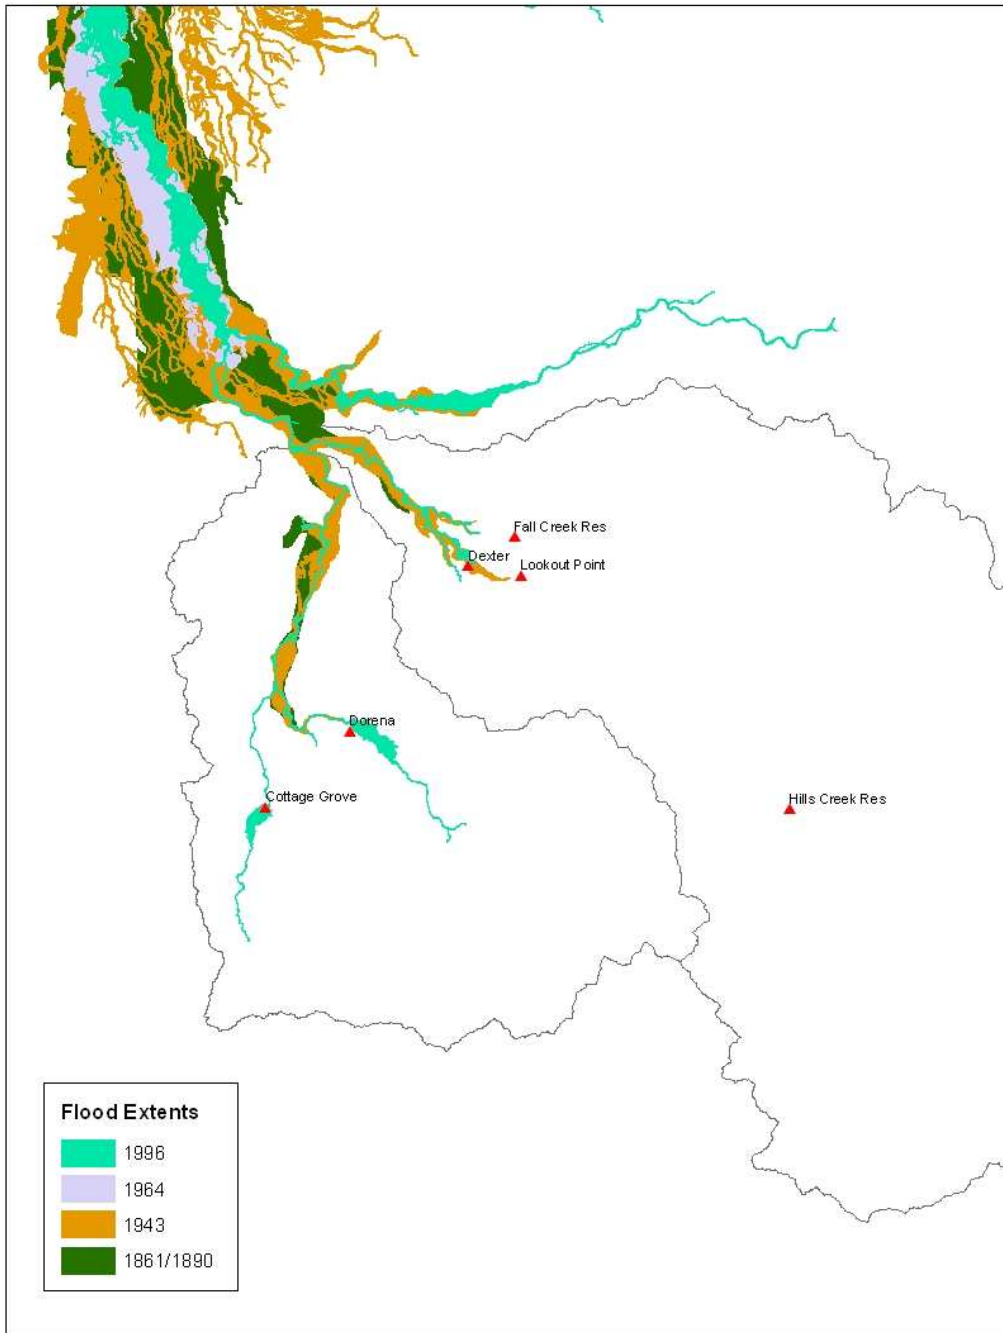 Fall Creek Res
Dexter
Lookout Point
Dorena
Cottage Grove
Hills Creek Res
Flood Extents
1996
1964
1943
1861/1890